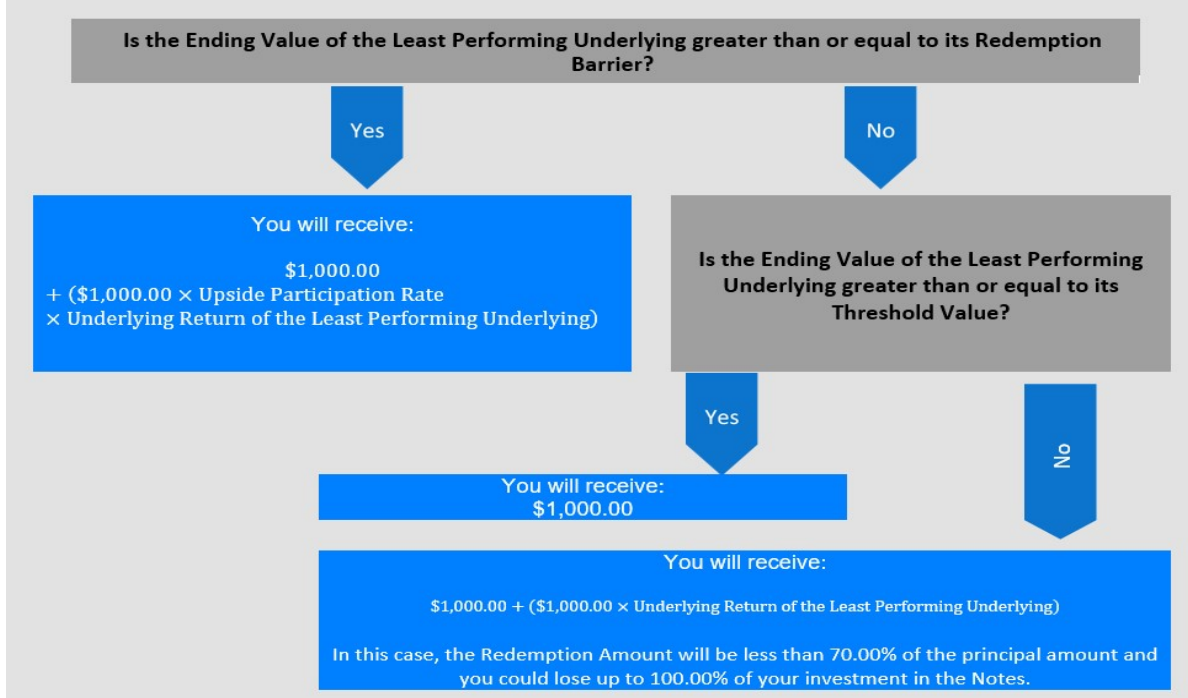 Is the Ending Value of the Least Performing Underlying greater than or equal to its Redemption
Barrier?
Yes
No
You will receive:
$1,000.00
+ ($1,000.00 × Upside Participation Rate
× Underlying Return of the Least Performing Underlying)
Is the Ending Value of the Least Performing
Underlying greater than or equal to its
Threshold Value?
Yes
No
You will receive:
$1,000.00
You will receive:
$1,000.00 + ($1,000.00 × Underlying Return of the Least Performing Underlying)
In this case, the Redemption Amount will be less than 70.00% of the principal amount and
you could lose up to 100.00% of your investment in the Notes.